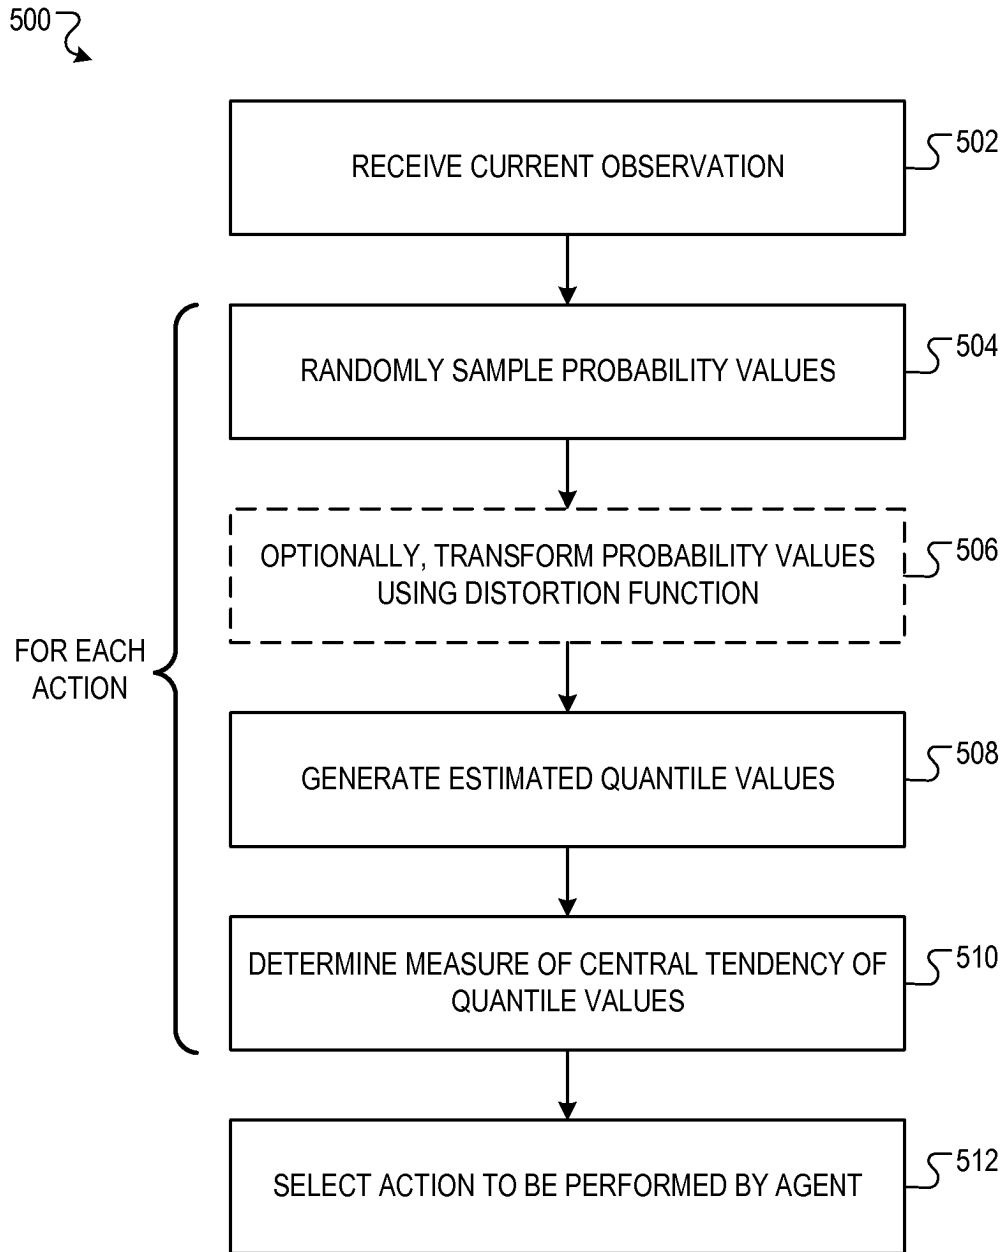 500
RECEIVE CURRENT OBSERVATION
502
RANDOMLY SAMPLE PROBABILITY VALUES
504
OPTIONALLY, TRANSFORM PROBABILITY VALUES
USING DISTORTION FUNCTION
506
FOR EACH
ACTION
GENERATE ESTIMATED QUANTILE VALUES
508
DETERMINE MEASURE OF CENTRAL TENDENCY OF
QUANTILE VALUES
510
SELECT ACTION TO BE PERFORMED BY AGENT
512